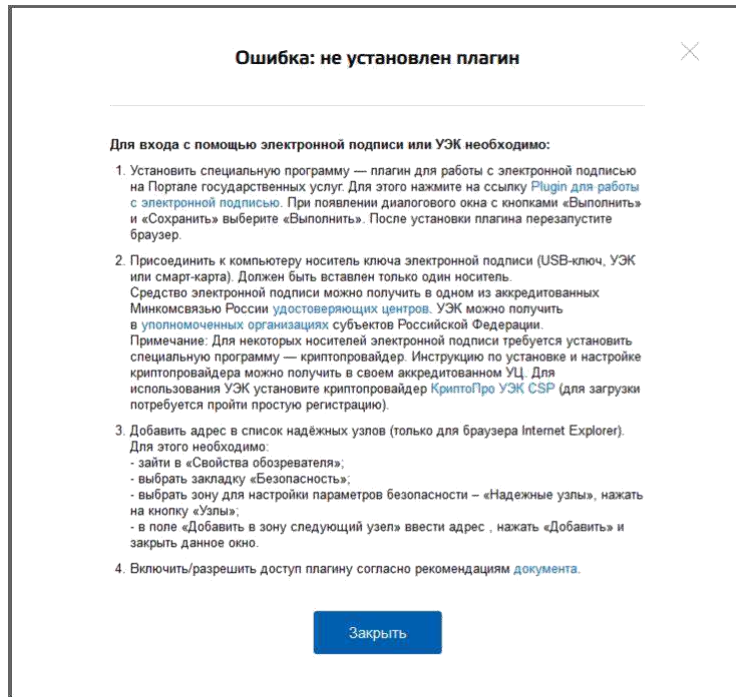 Ошибка: не установлен плагин
Для входа с помощью электронной подписи или УЭК необходимо:
1. Установить специальную программу — плагин для работы с электронной подписью
на Портале государственных услуг. Для этого нажмите на ссылку Plugin для работы
с электронной подписью. При появлении диалогового окна с кнопками «Выполнить»
и «Сохранить» выберите «Выполнить». После установки плагина перезапустите
браузер.
2. Присоединить к компьютеру носитель ключа электронной подписи (USB-ключ, УЭК
или смарт-карта). Должен быть вставлен только один носитель.
Средство электронной подписи можно получить в одном из аккредитованных
Минкомсвязью России удостоверяющих центров. УЭК можно получить
в уполномоченных организациях субъектов Российской Федерации.
Примечание: Для некоторых носителей электронной подписи требуется установить
специальную программу — криптопровайдер. Инструкцию по установке и настройке
криптопровайдера можно получить в своем аккредитованном УЦ. Для
использования УЭК установите криптопровайдер КриптоПро УЭК CSP (для загрузки
потребуется пройти простую регистрацию).
3. Добавить адрес в список надёжных узлов (только для браузера Internet Explorer).
Для этого необходимо:
- зайти в «Свойства обозревателя»;
- выбрать закладку «Безопасность»;
- выбрать зону для настройки параметров безопасности – «Надежные узлы», нажать
на кнопку «Узлы»;
- в поле «Добавить в зону следующий узел» ввести адрес , нажать «Добавить» и
закрыть данное окно.
4. Включить/разрешить доступ плагину согласно рекомендациям документа.
Закрыть